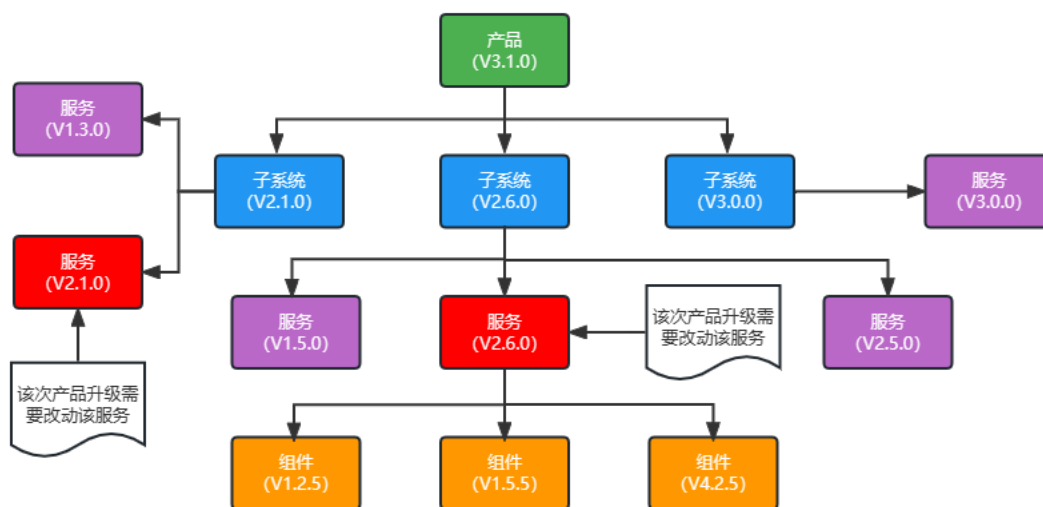 产品
(V3.1.0)
服务
(V1.3.0)
子系统
(V2.1.0)
子系统
(V2.6.0)
子系统
(V3.0.0)
服务
(V3.0.0)
服务
(V2.1.0)
服务
(V1.5.0)
服务
(V2.6.0)
该次产品升级需
要改动该服务
服务
(V2.5.0)
该次产品升级需
要改动该服务
组件
(V1.2.5)
组件
(V1.5.5)
组件
(V4.2.5)